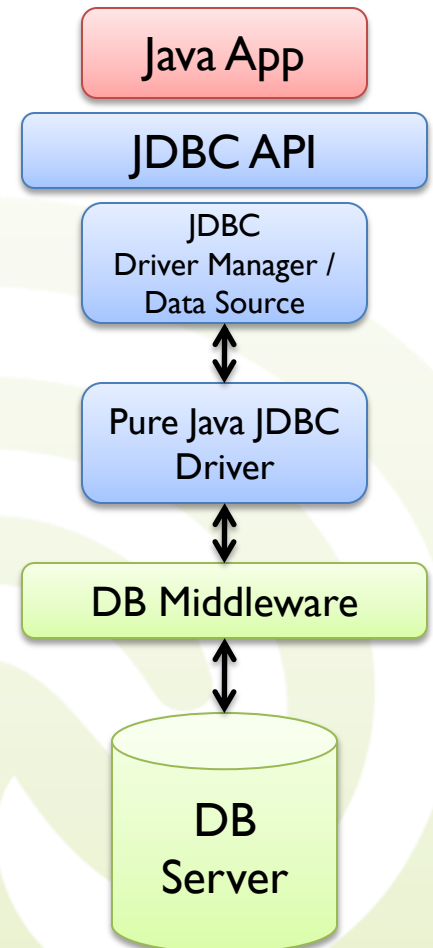 Java App
JDBC API
JDBC
Driver Manager /
Data Source
Pure Java JDBC
Driver
DB Middleware
DB
Server